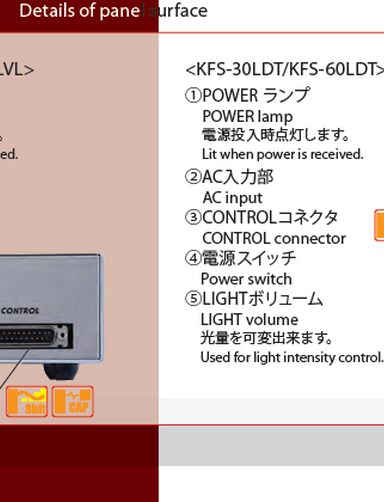 Details of panel surface
LVL>
。
ed.
CONTROL
8bit
CAP
<KFS-30LDT/KFS-60LDT>
①POWER ランプ
POWER lamp
電源投入時点灯します。
Lit when power is received.
②AC入力部
AC input
③CONTROLコネクタ
CONTROL connector
④電源スイッチ
Power switch
⑤LIGHTボリューム
LIGHT volume
光量を可変出来ます。
Used for light intensity control.